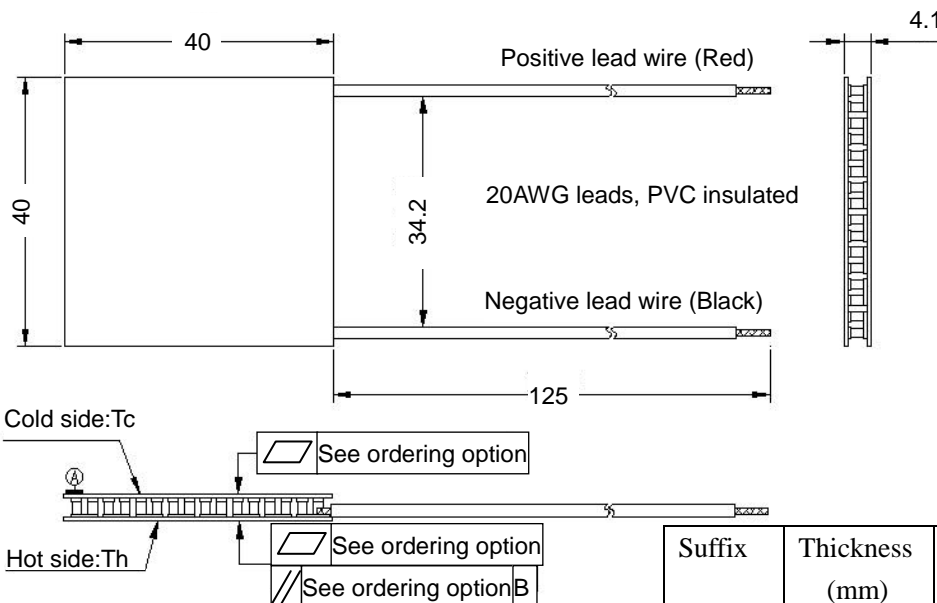 40
4.1
Positive lead wire (Red)
40
34.2
20AWG leads, PVC insulated
Negative lead wire (Black)
125
Cold side:Tc
See ordering option
A
Hot side:Th
See ordering option
See ordering option B
Suffix Thickness
(mm)